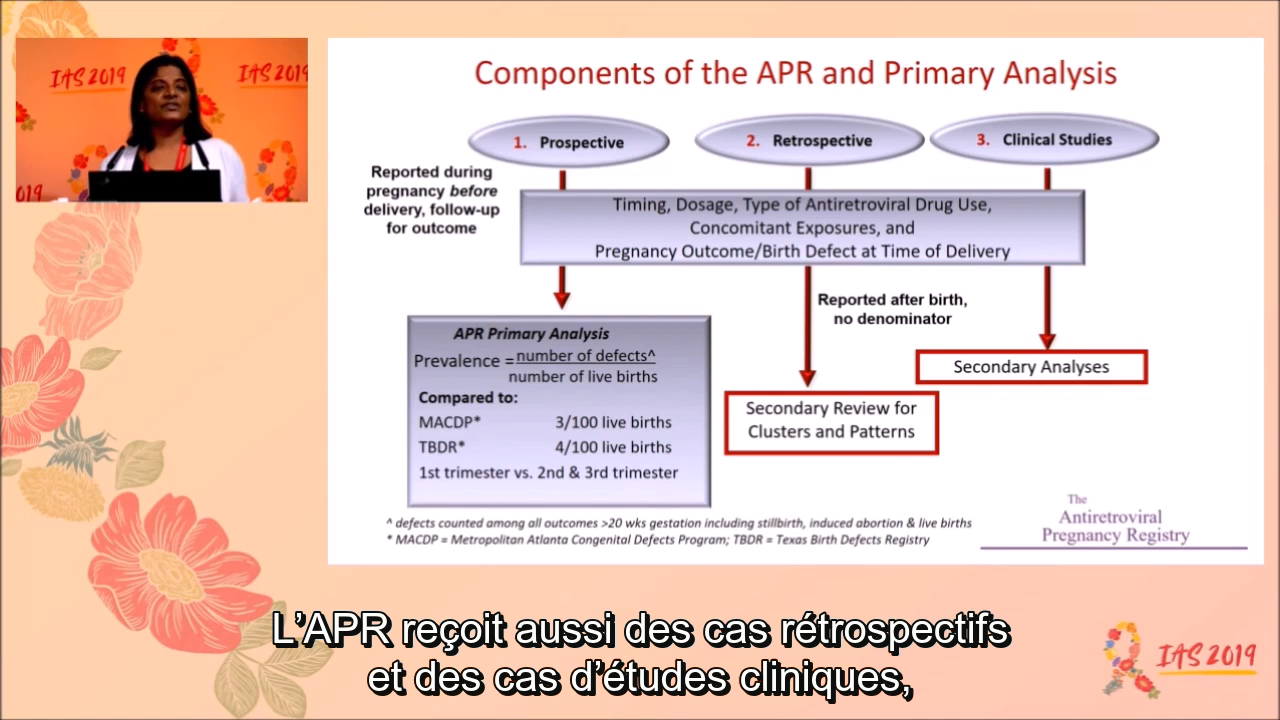 IAS 2019
IAS 2019
019
Components of the APR and Primary Analysis
1. Prospective
2. Retrospective
3. Clinical Studies
Reported during
pregnancy before
delivery, follow-up
for outcome
Timing, Dosage, Type of Antiretroviral Drug Use,
Concomitant Exposures, and
Pregnancy Outcome/Birth Defect at Time of Delivery
Reported after birth,
no denominator
APR Primary Analysis
Prevalence = number of defects^
number of live births
Compared to:
MACDP* 3/100 live births
TBDR* 4/100 live births
1st trimester vs. 2nd & 3rd trimester
Secondary Review for
Clusters and Patterns
Secondary Analyses
^ defects counted among all outcomes >20 wks gestation including stillbirth, induced abortion & live births
* MACDP = Metropolitan Atlanta Congenital Defects Program; TBDR = Texas Birth Defects Registry
The
Antiretroviral
Pregnancy Registry
L’APR reçoit aussi des cas rétrospectifs
et des cas d’études cliniques,
IAS 2019